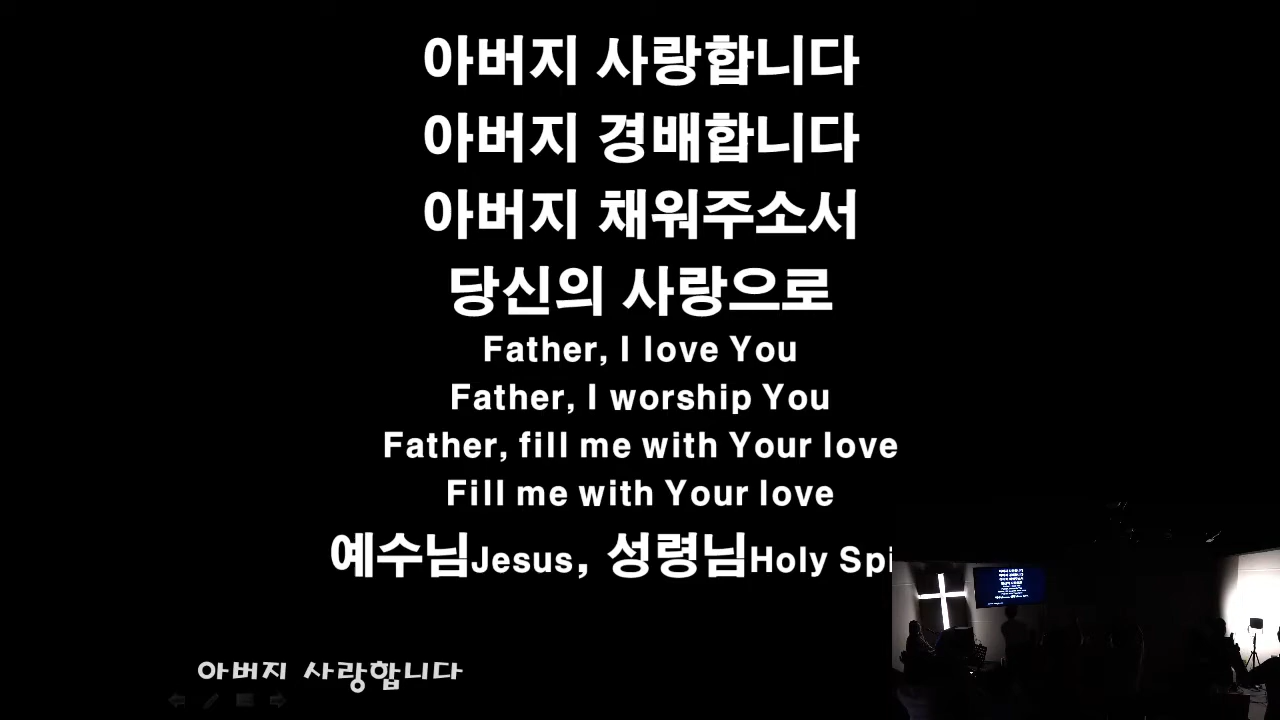 아버지 사랑합니다
아버지 경배합니다
아버지 채워주소서
당신의 사랑으로
Father, I love You
Father, I worship You
Father, fill me with Your love
Fill me with Your love
예수님Jesus, 성령님Holy Spi
아버지 사랑합니다